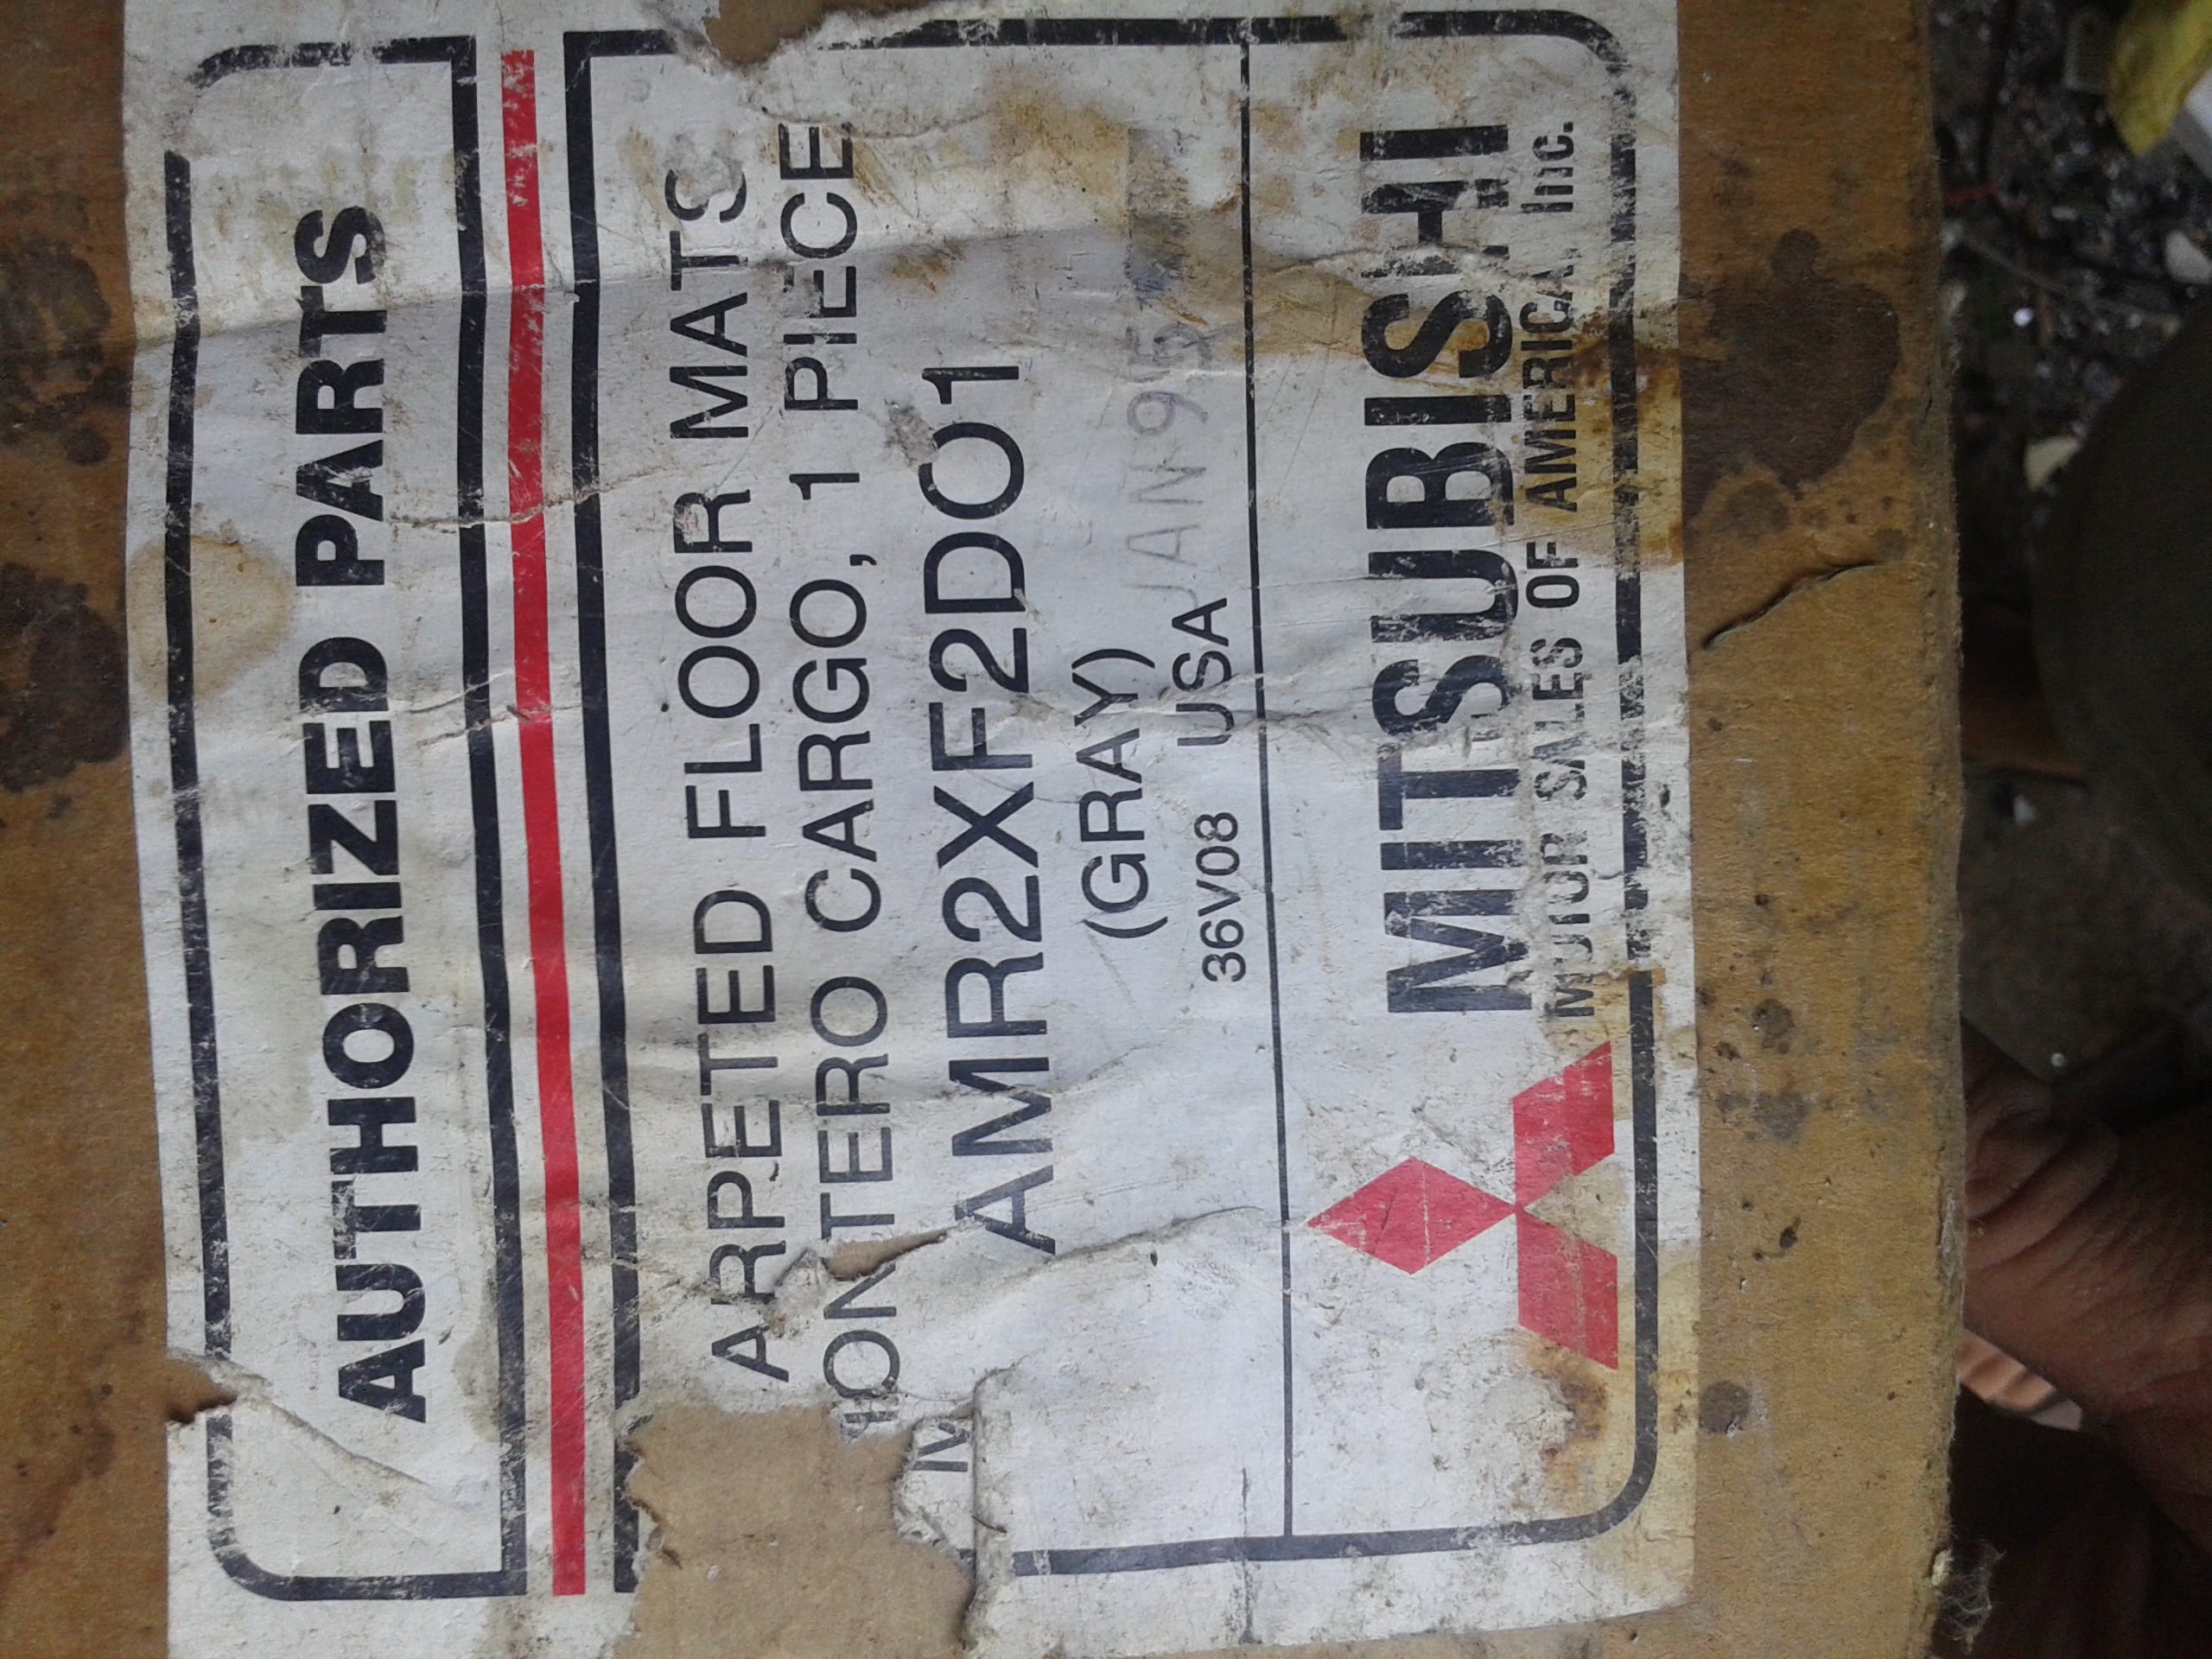 AUTHORIZED PARTS
ARPETED FLOOR MATS
MONTERO CARGO, 1 PIECE
AMR2XF2DO1
(GRAY)
JAN 95
36V08 USA
MITSUBISHI
MOTOR SALES OF AMERICA, Inc.